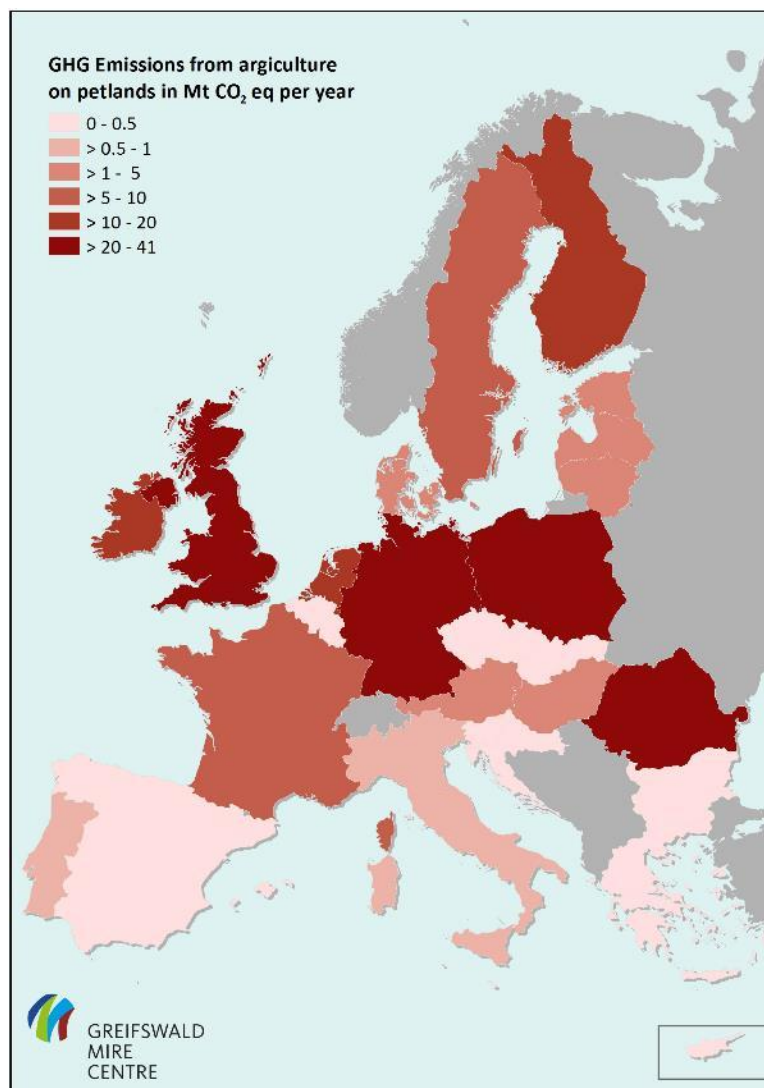 GHG Emissions from argiculture
on petlands in Mt CO₂ eq per year
0 - 0.5
> 0.5 - 1
> 1 - 5
> 5 - 10
> 10 - 20
> 20 - 41
GREIFSWALD
MIRE
CENTRE